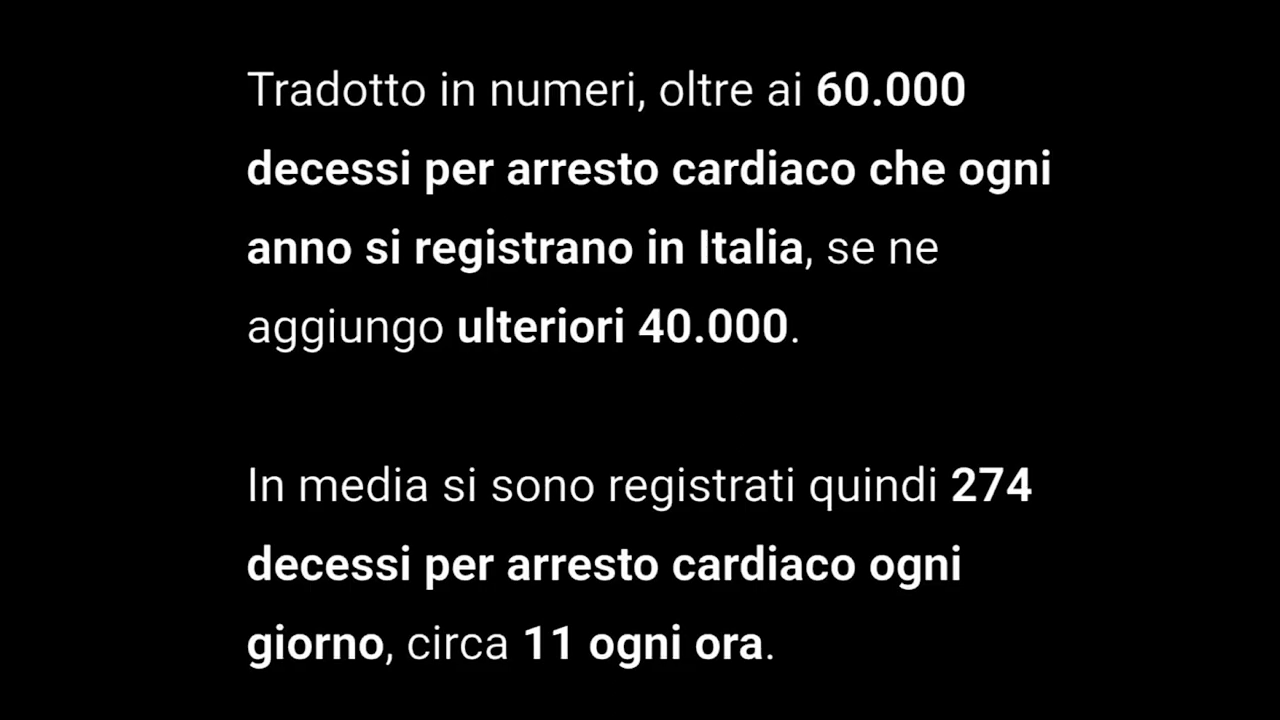 Tradotto in numeri, oltre ai 60.000
decessi per arresto cardiaco che ogni
anno si registrano in Italia, se ne
aggiungo ulteriori 40.000.
In media si sono registrati quindi 274
decessi per arresto cardiaco ogni
giorno, circa 11 ogni ora.